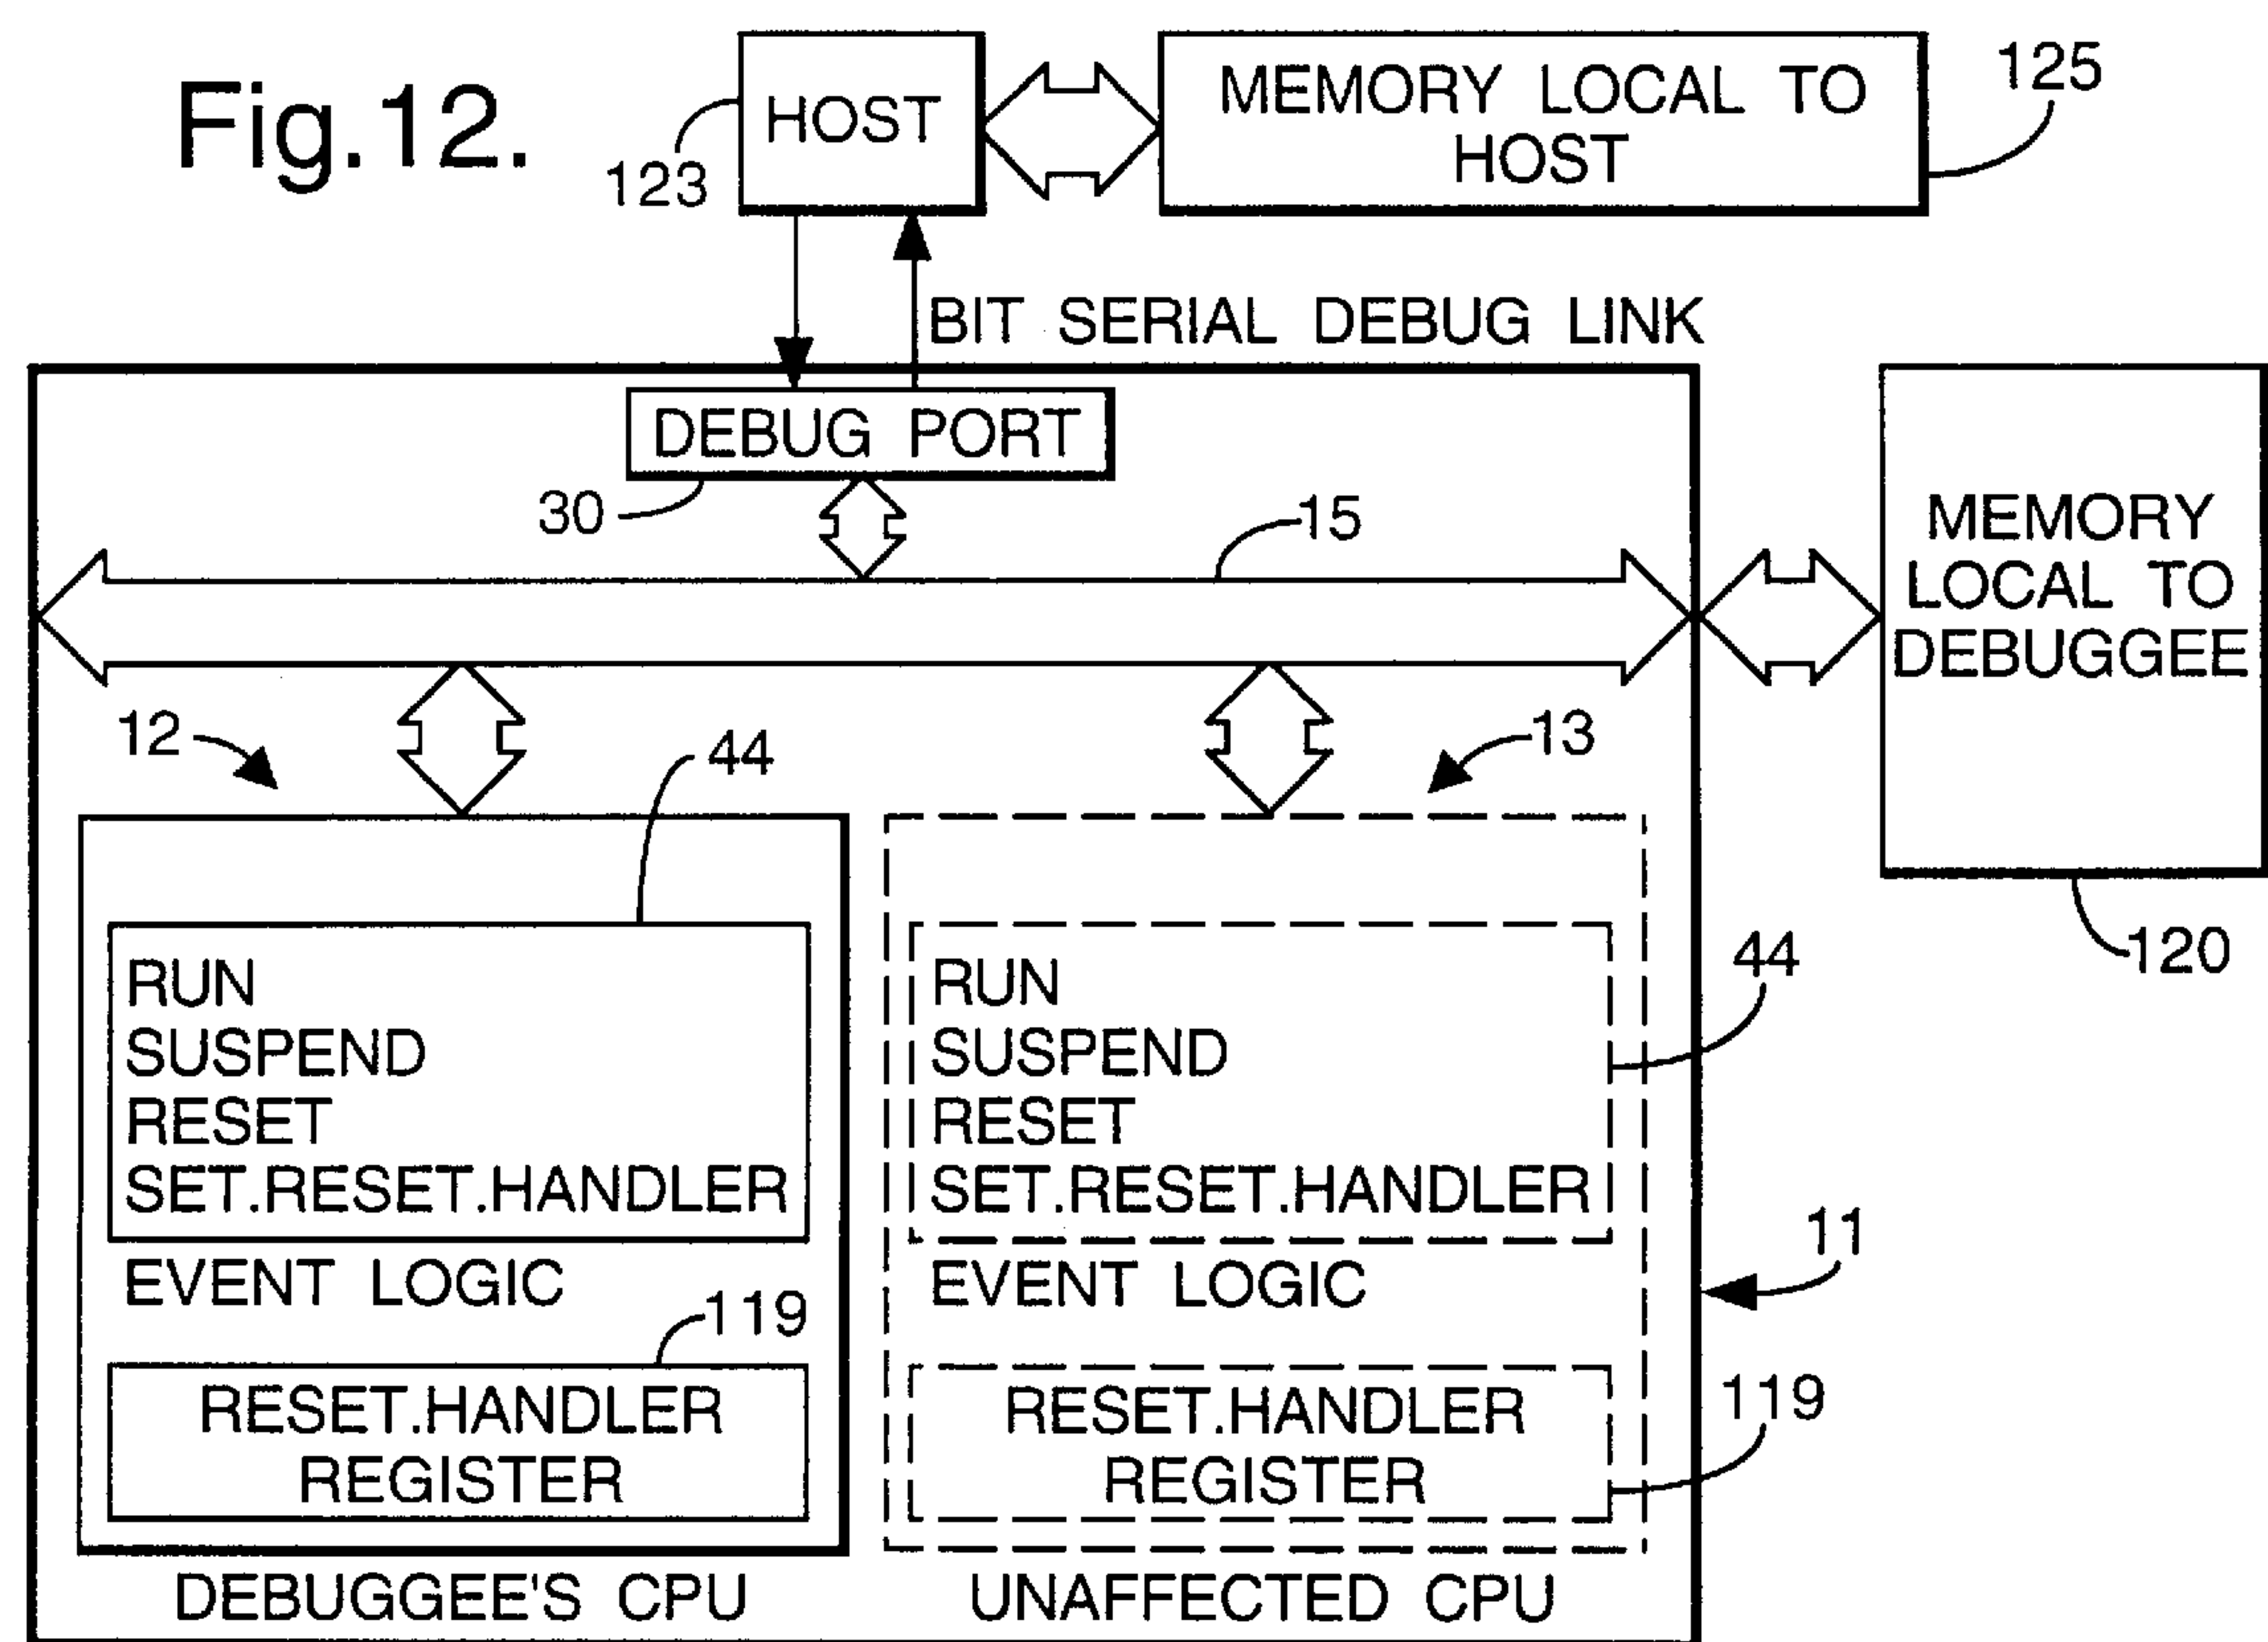 Fig.12.
HOST
123
MEMORY LOCAL TO
HOST
125
BIT SERIAL DEBUG LINK
DEBUG PORT
30
15
MEMORY
LOCAL TO
DEBUGGEE
120
12
44
13
RUN
SUSPEND
RESET
SET.RESET.HANDLER
EVENT LOGIC
119
RESET.HANDLER
REGISTER
DEBUGGEE'S CPU
RUN
SUSPEND
RESET
SET.RESET.HANDLER
44
EVENT LOGIC
11
RESET.HANDLER
REGISTER
119
UNAFFECTED CPU